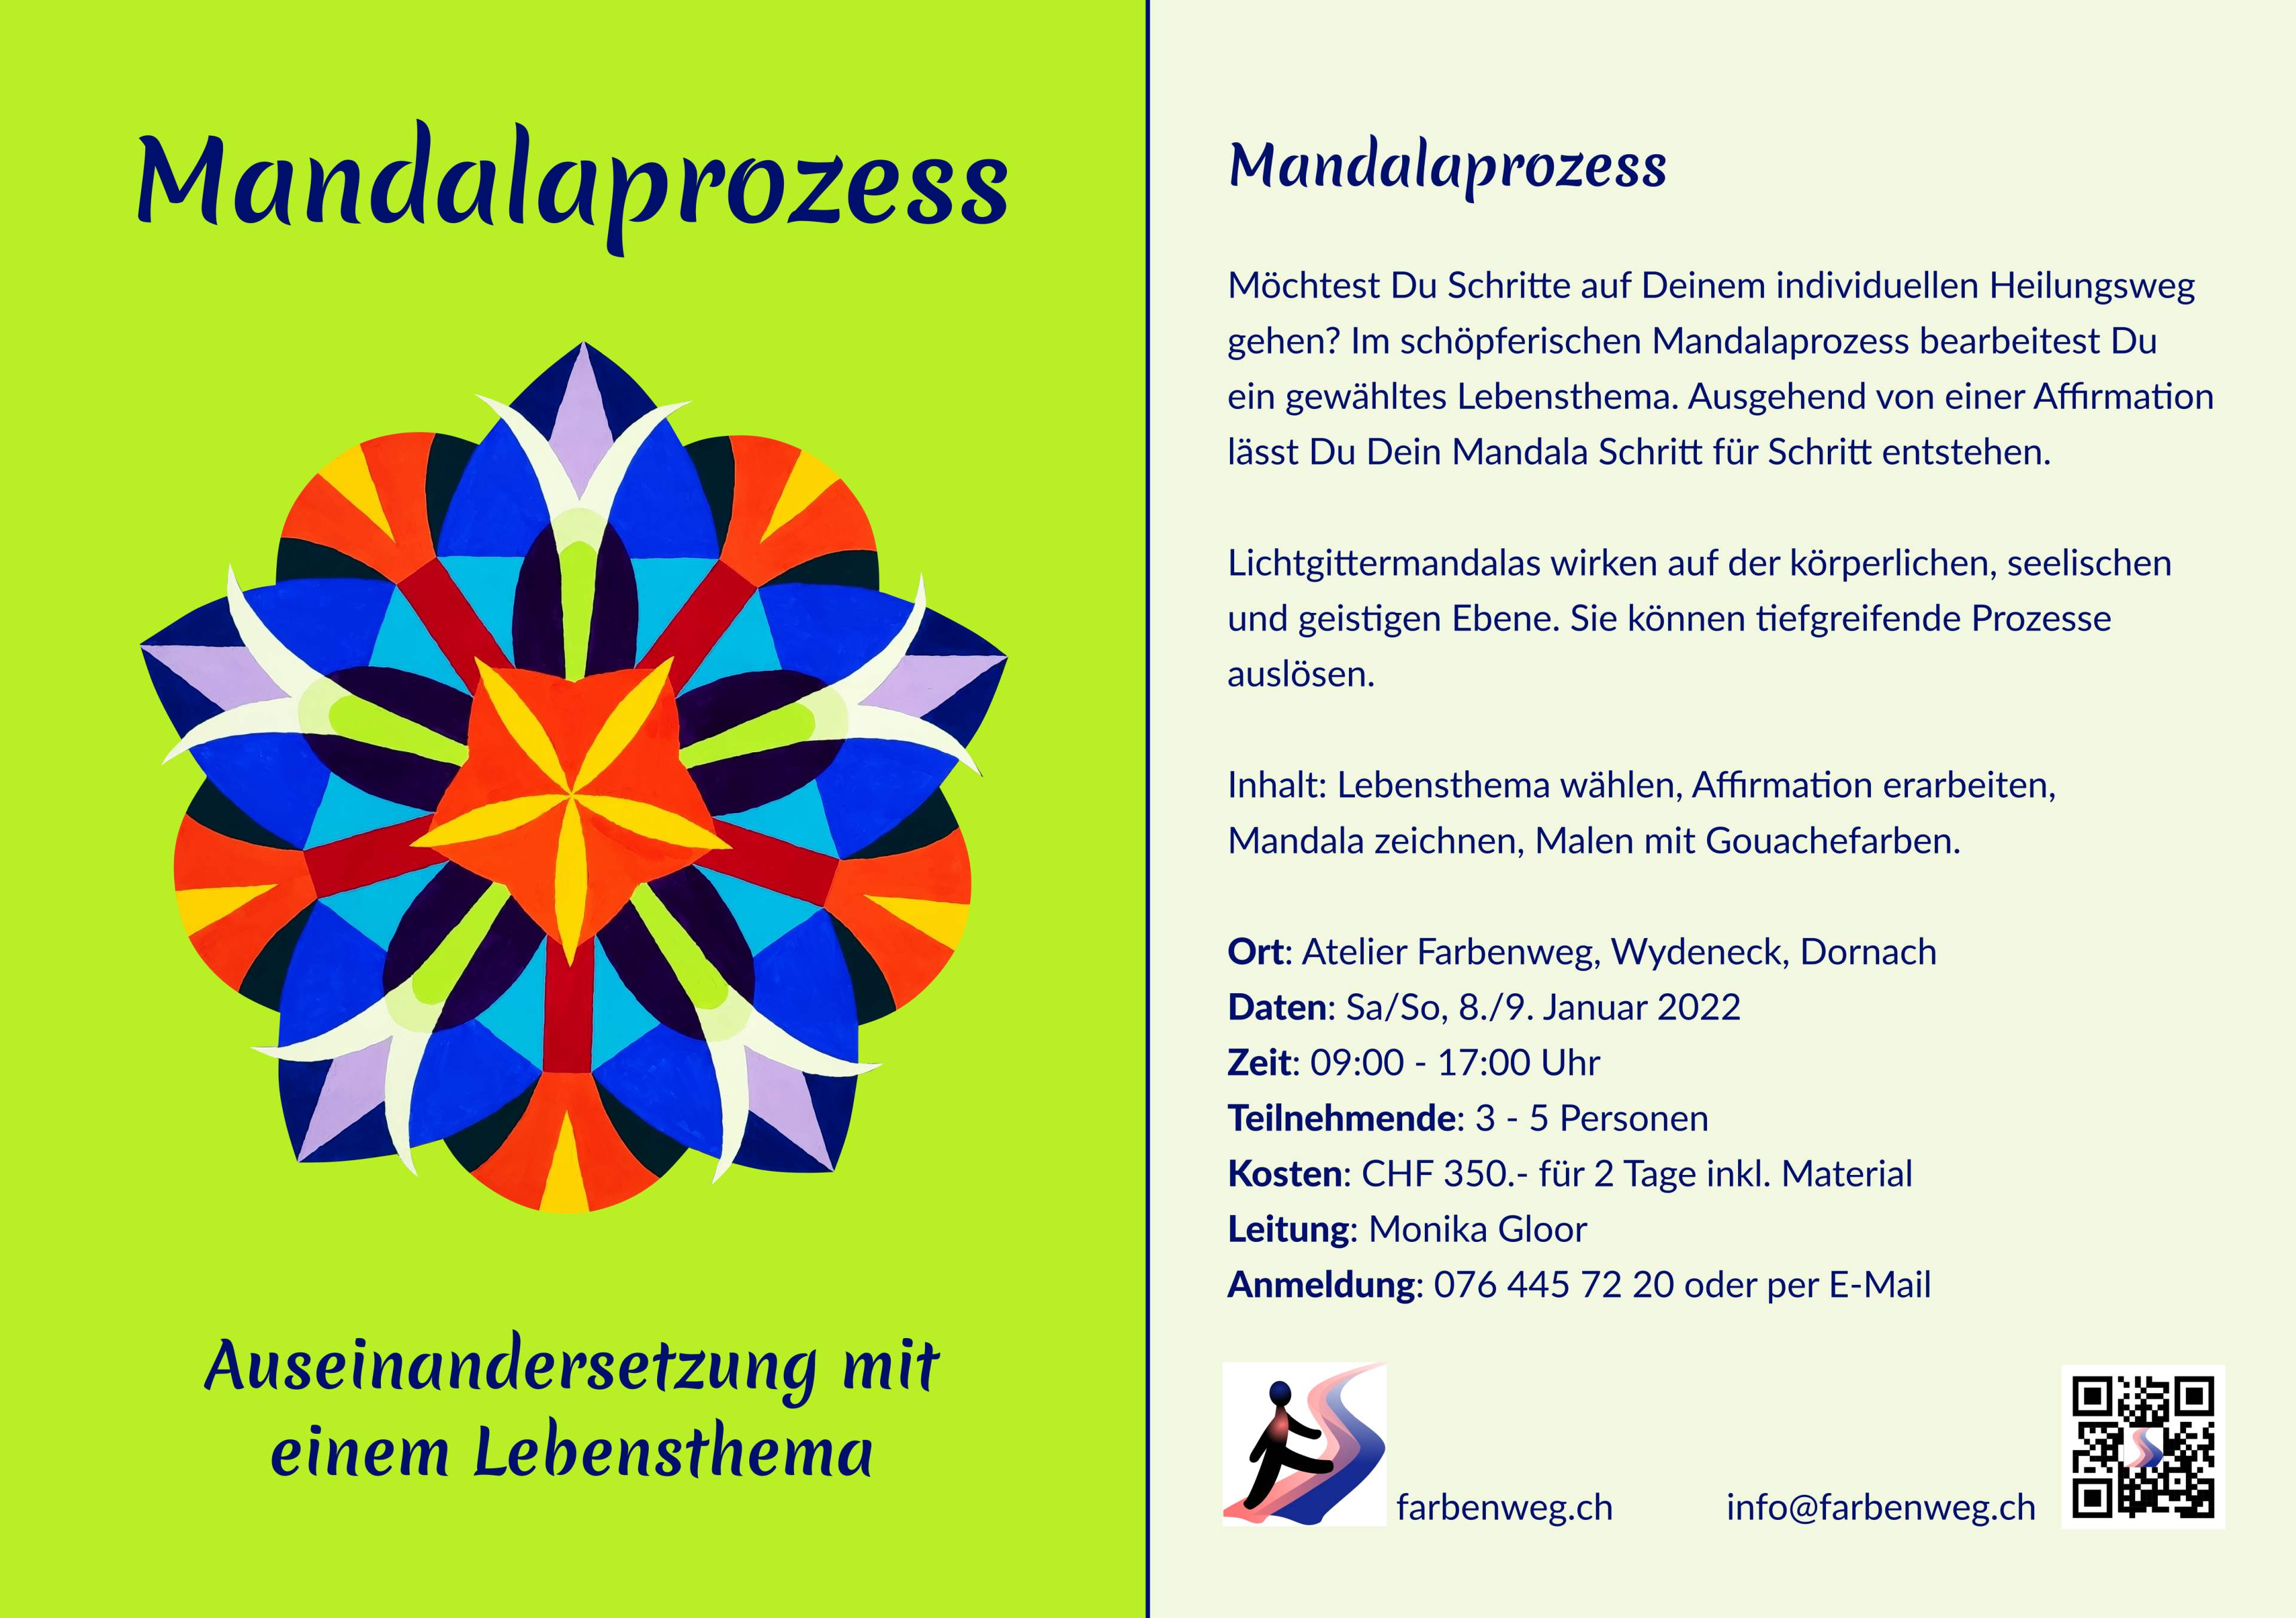 Mandalaprozess
Auseinandersetzung mit
einem Lebensthema
Mandalaprozess
Möchtest Du Schritte auf Deinem individuellen Heilungsweg
gehen? Im schöpferischen Mandalaprozess bearbeitest Du
ein gewähltes Lebensthema. Ausgehend von einer Affirmation
lässt Du Dein Mandala Schritt für Schritt entstehen.
Lichtgittermandalas wirken auf der körperlichen, seelischen
und geistigen Ebene. Sie können tiefgreifende Prozesse
auslösen.
Inhalt: Lebensthema wählen, Affirmation erarbeiten,
Mandala zeichnen, Malen mit Gouachefarben.
Ort: Atelier Farbenweg, Wydeneck, Dornach
Daten: Sa/So, 8./9. Januar 2022
Zeit: 09:00 - 17:00 Uhr
Teilnehmende: 3 - 5 Personen
Kosten: CHF 350.- für 2 Tage inkl. Material
Leitung: Monika Gloor
Anmeldung: 076 445 72 20 oder per E-Mail
farbenweg.ch info@farbenweg.ch